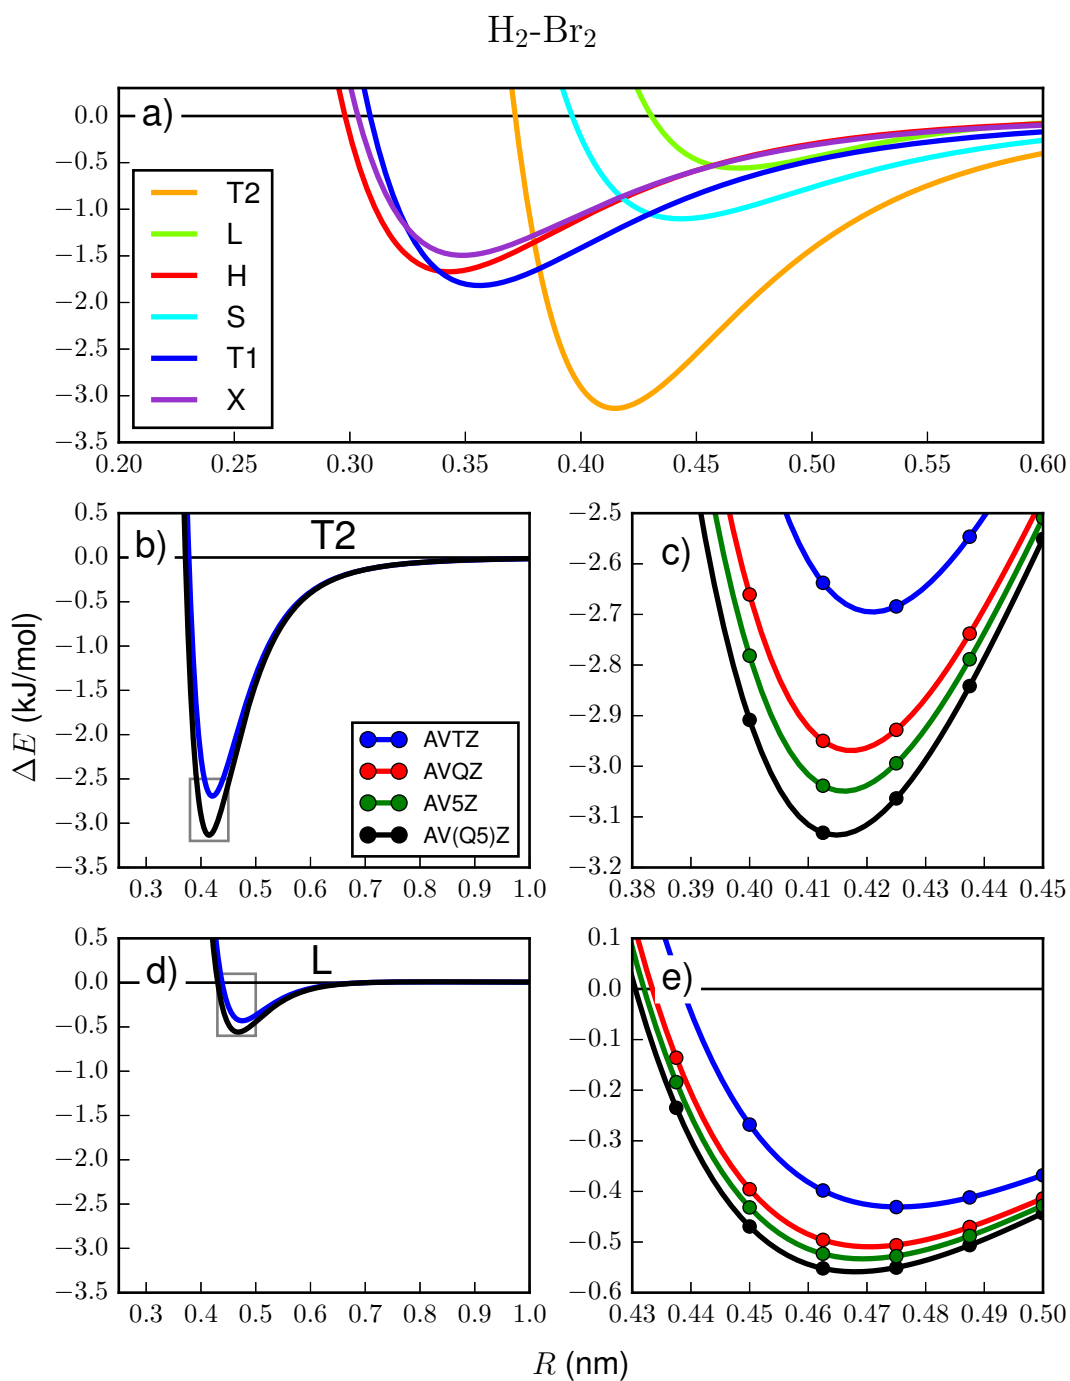 H₂-Br₂
a)
0.0
−0.5
−1.0
−1.5
−2.0
−2.5
−3.0
−3.5
T2
L
H
S
T1
X
0.20 0.25 0.30 0.35 0.40 0.45 0.50 0.55 0.60
ΔE (kJ/mol)
b)
T2
0.5
0.0
−0.5
−1.0
−1.5
−2.0
−2.5
−3.0
−3.5
AVTZ
AVQZ
AV5Z
AV(Q5)Z
0.3 0.4 0.5 0.6 0.7 0.8 0.9 1.0
c)
−2.5
−2.6
−2.7
−2.8
−2.9
−3.0
−3.1
−3.2
0.38 0.39 0.40 0.41 0.42 0.43 0.44 0.45
d)
L
0.5
0.0
−0.5
−1.0
−1.5
−2.0
−2.5
−3.0
−3.5
0.3 0.4 0.5 0.6 0.7 0.8 0.9 1.0
e)
0.1
0.0
−0.1
−0.2
−0.3
−0.4
−0.5
−0.6
0.43 0.44 0.45 0.46 0.47 0.48 0.49 0.50
R (nm)